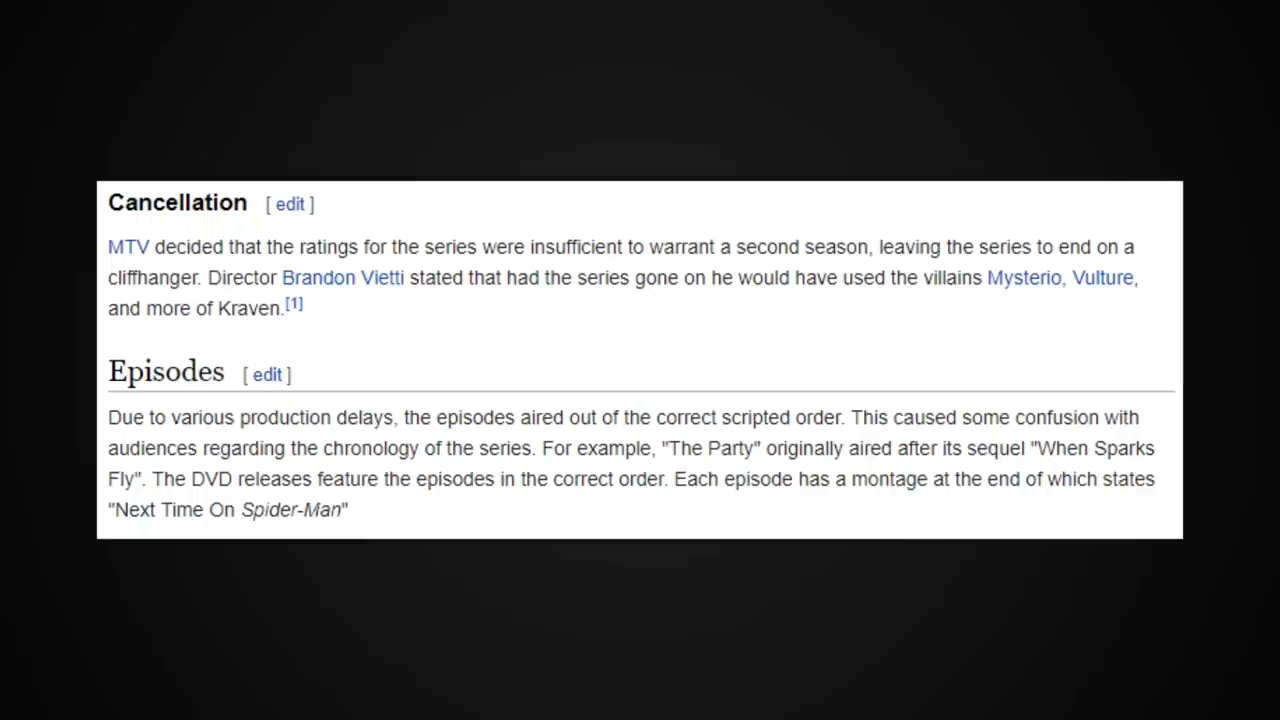 Cancellation [ edit ]
MTV decided that the ratings for the series were insufficient to warrant a second season, leaving the series to end on a
cliffhanger. Director Brandon Vietti stated that had the series gone on he would have used the villains Mysterio, Vulture,
and more of Kraven.[1]
Episodes [ edit ]
Due to various production delays, the episodes aired out of the correct scripted order. This caused some confusion with
audiences regarding the chronology of the series. For example, "The Party" originally aired after its sequel "When Sparks
Fly". The DVD releases feature the episodes in the correct order. Each episode has a montage at the end of which states
"Next Time On Spider-Man"